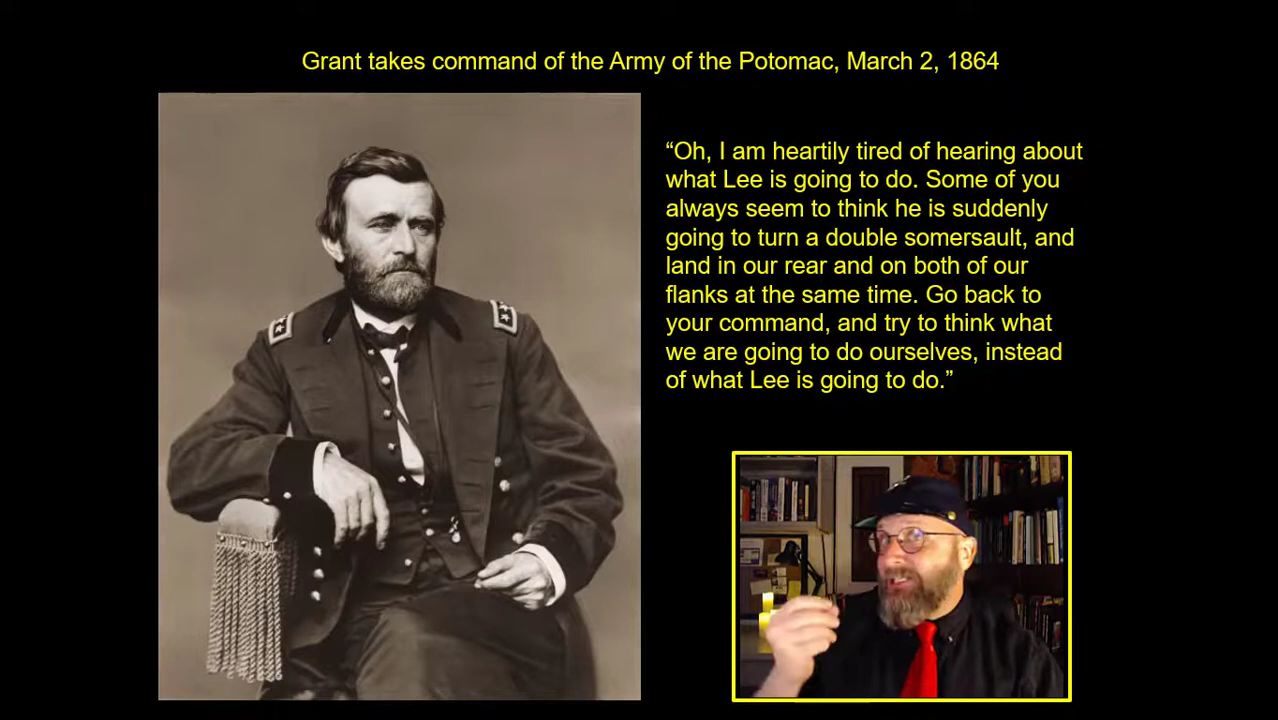 Grant takes command of the Army of the Potomac, March 2, 1864
“Oh, I am heartily tired of hearing about
what Lee is going to do. Some of you
always seem to think he is suddenly
going to turn a double somersault, and
land in our rear and on both of our
flanks at the same time. Go back to
your command, and try to think what
we are going to do ourselves, instead
of what Lee is going to do.”